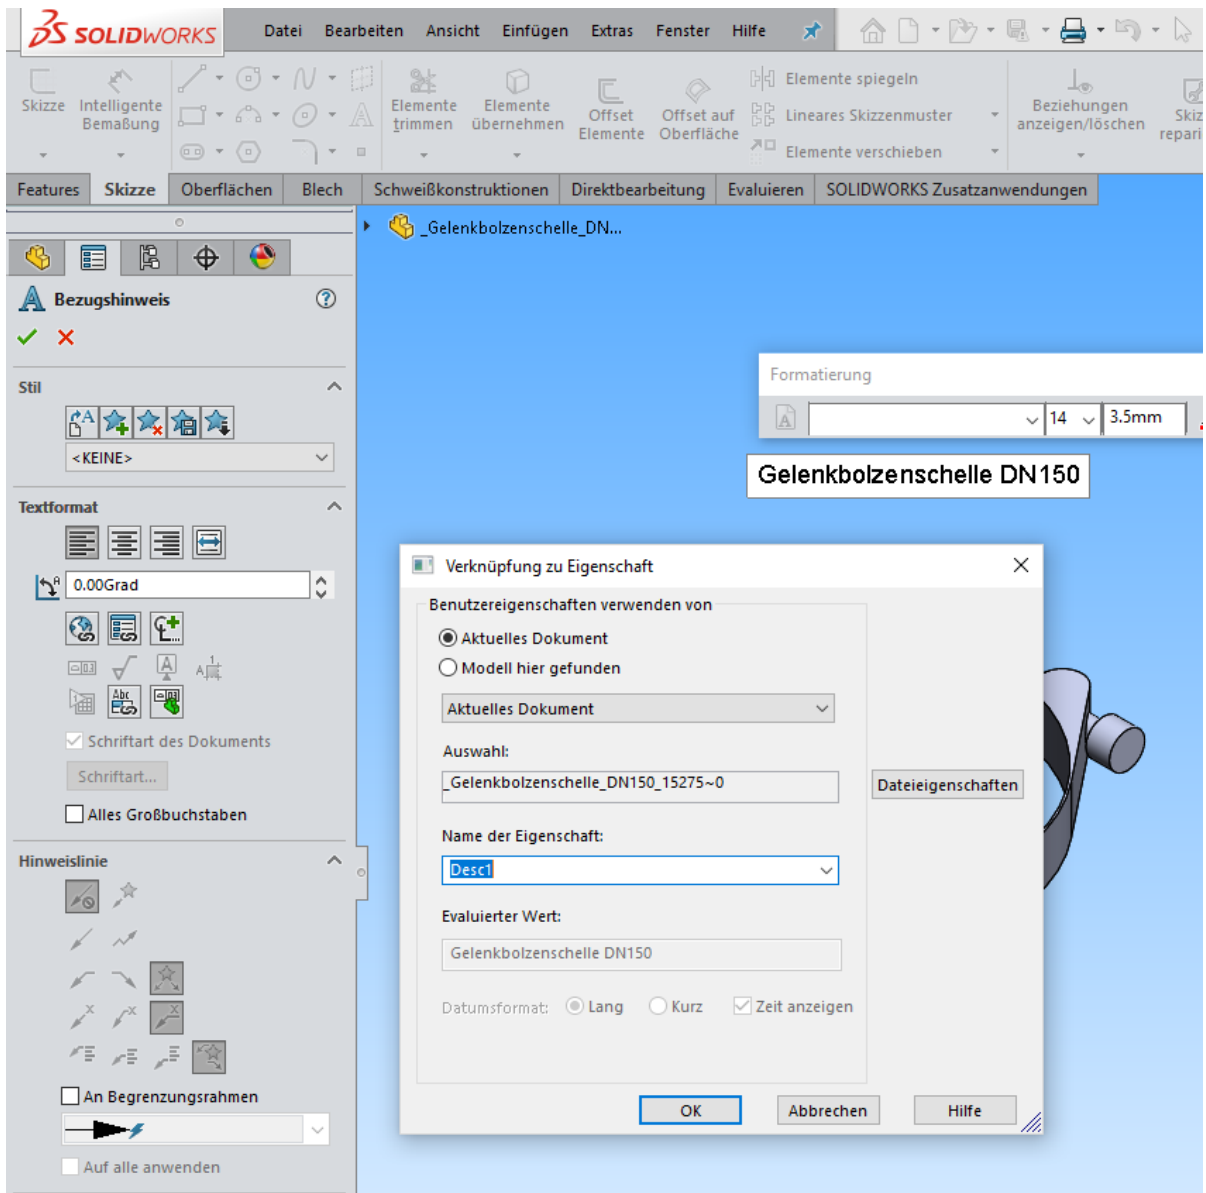 SOLIDWORKS Datei Bearbeiten Ansicht Einfügen Extras Fenster Hilfe
Skizze Intelligente Bemaßung Elemente trimmen Elemente übernehmen Offset Elemente Offset auf Oberfläche
Elemente spiegeln
Lineares Skizzenmuster
Elemente verschieben
Beziehungen anzeigen/löschen
Skiz
repari
Features Skizze Oberflächen Blech Schweißkonstruktionen Direktbearbeitung Evaluieren SOLIDWORKS Zusatzanwendungen
_Gelenkbolzenschelle_DN...
Bezugshinweis
Stil
<KEINE>
Textformat
0.00Grad
Schriftart des Dokuments
Schriftart...
Alles Großbuchstaben
Hinweislinie
An Begrenzungsrahmen
Auf alle anwenden
Formatierung
14 3.5mm
Gelenkbolzenschelle DN150
Verknüpfung zu Eigenschaft
Benutzereigenschaften verwenden von
Aktuelles Dokument
Modell hier gefunden
Aktuelles Dokument
Auswahl:
_Gelenkbolzenschelle_DN150_15275~0
Dateieigenschaften
Name der Eigenschaft:
Desc1
Evaluierter Wert:
Gelenkbolzenschelle DN150
Datumsformat: Lang Kurz Zeit anzeigen
OK Abbrechen Hilfe